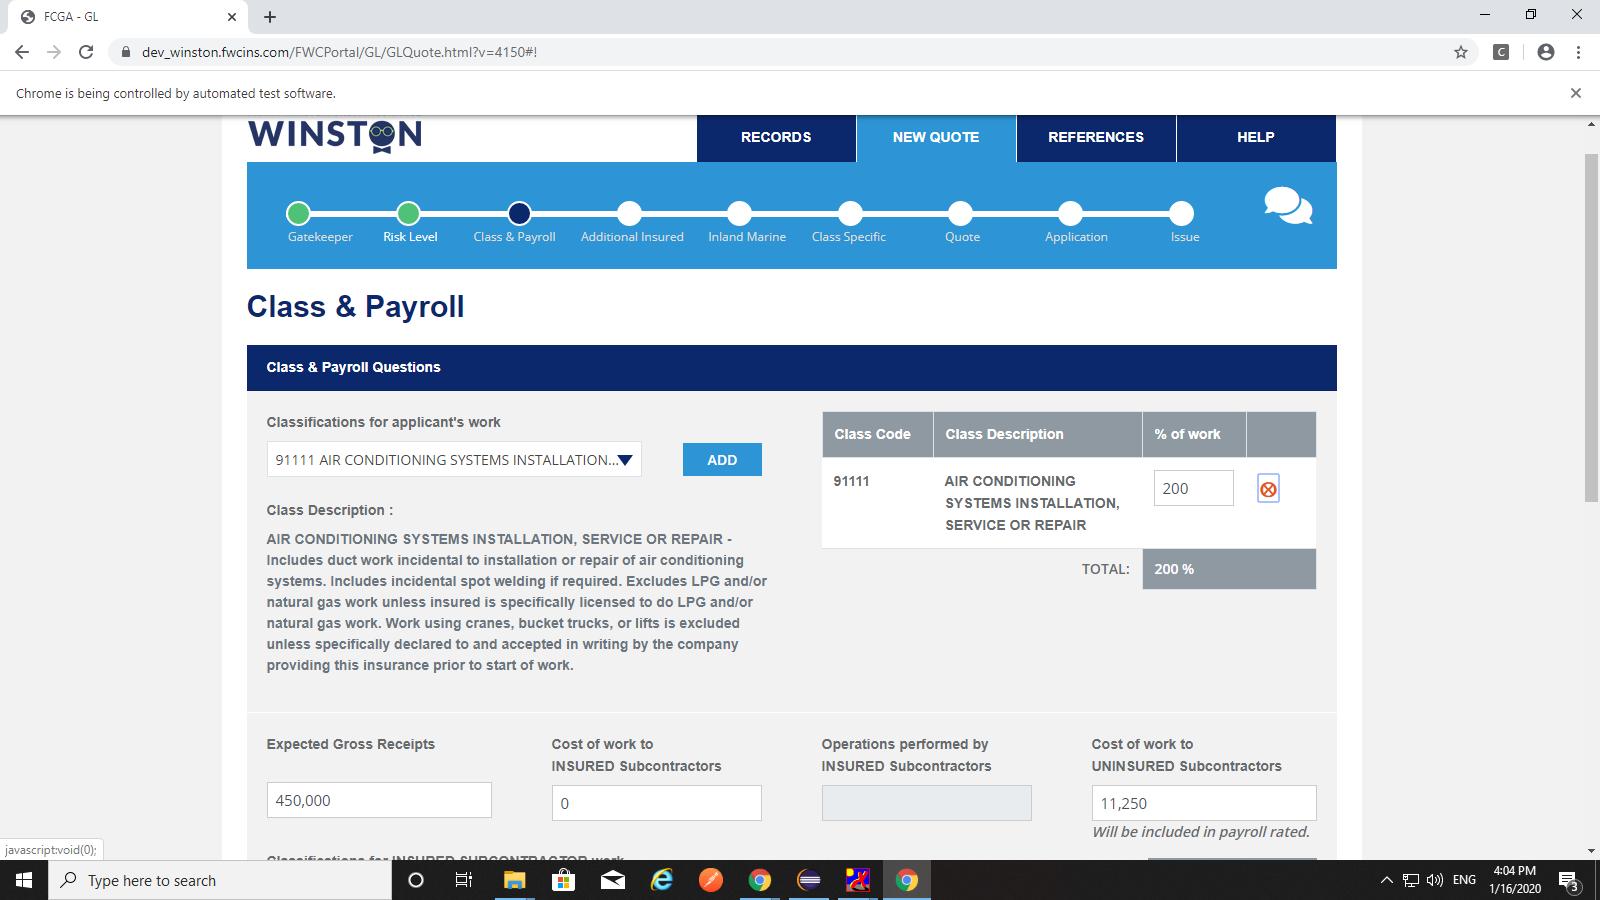 FCGA - GL
dev_winston.fwcins.com/FWCPortal/GL/GLQuote.html?v=4150#!
C
Chrome is being controlled by automated test software.
WINSTON
RECORDS
NEW QUOTE
REFERENCES
HELP
Gatekeeper
Risk Level
Class & Payroll
Additional Insured
Inland Marine
Class Specific
Quote
Application
Issue
Class & Payroll
Class & Payroll Questions
Classifications for applicant's work
91111 AIR CONDITIONING SYSTEMS INSTALLATION...
ADD
Class Description :
AIR CONDITIONING SYSTEMS INSTALLATION, SERVICE OR REPAIR -
Includes duct work incidental to installation or repair of air conditioning
systems. Includes incidental spot welding if required. Excludes LPG and/or
natural gas work unless insured is specifically licensed to do LPG and/or
natural gas work. Work using cranes, bucket trucks, or lifts is excluded
unless specifically declared to and accepted in writing by the company
providing this insurance prior to start of work.
Class Code
Class Description
% of work
91111
AIR CONDITIONING
SYSTEMS INSTALLATION,
SERVICE OR REPAIR
200
TOTAL:
200 %
Expected Gross Receipts
450,000
Cost of work to
INSURED Subcontractors
0
Operations performed by
INSURED Subcontractors
Cost of work to
UNINSURED Subcontractors
11,250
Will be included in payroll rated.
Classifications for INSURED SUBCONTRACTOR work
javascript:void(0);
Type here to search
ENG
4:04 PM
1/16/2020
3